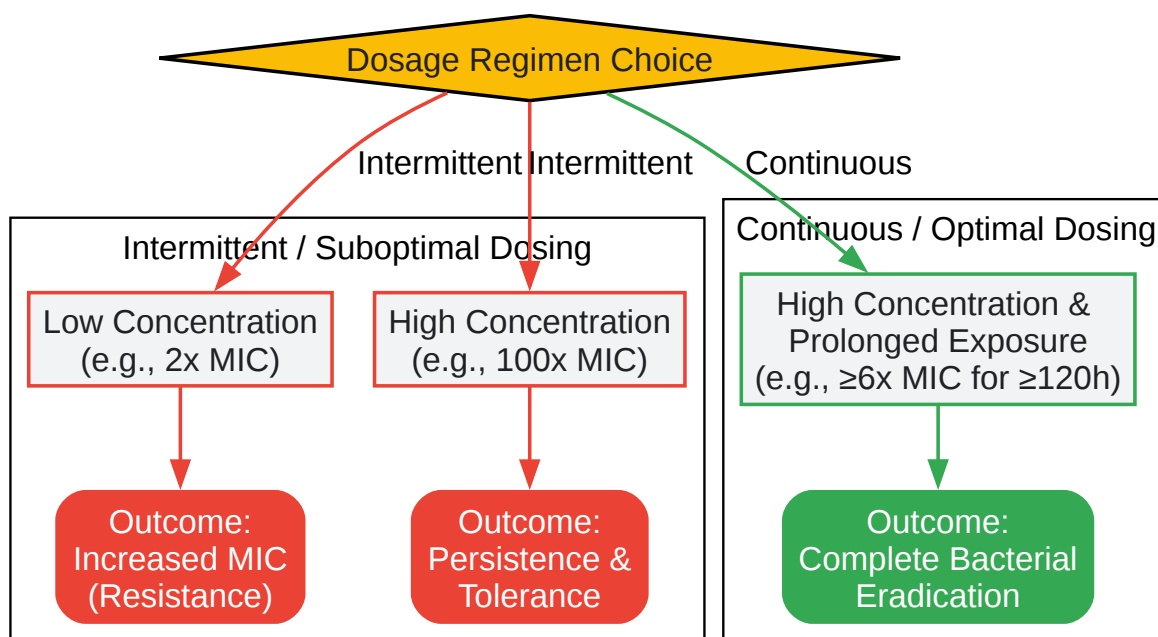 Dosage Regimen Choice
Intermittent
Intermittent
Continuous
Intermittent / Suboptimal Dosing
Continuous / Optimal Dosing
Low Concentration
(e.g., 2x MIC)
High Concentration
(e.g., 100x MIC)
High Concentration &
Prolonged Exposure
(e.g., ≥6x MIC for ≥120h)
Outcome:
Increased MIC
(Resistance)
Outcome:
Persistence &
Tolerance
Outcome:
Complete Bacterial
Eradication